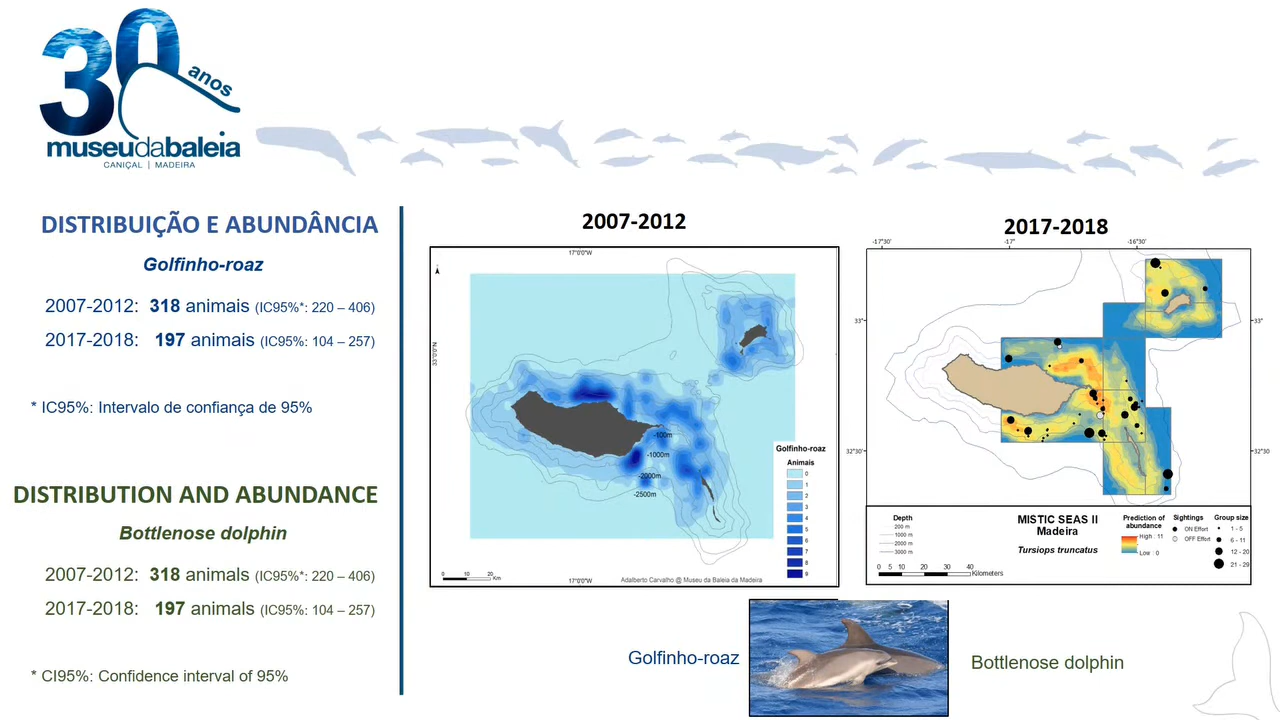 30
anos
museudabaleia
CANIÇAL | MADEIRA
DISTRIBUIÇÃO E ABUNDÂNCIA
Golfinho-roaz
2007-2012: 318 animais (IC95%*: 220 – 406)
2017-2018: 197 animais (IC95%: 104 – 257)
* IC95%: Intervalo de confiança de 95%
DISTRIBUTION AND ABUNDANCE
Bottlenose dolphin
2007-2012: 318 animals (IC95%*: 220 – 406)
2017-2018: 197 animals (IC95%: 104 – 257)
* CI95%: Confidence interval of 95%
2007-2012
17°0'0"W
33°0'0"N
-100m
-1000m
-2000m
-2500m
Golfinho-roaz
Animais
0
1
2
3
4
5
6
7
8
9
0 10 20
Km
17°0'0"W
Adalberto Carvalho @ Museu da Baleia da Madeira
2017-2018
-17°30' -17° -16°30'
33° 33°
32°30' 32°30'
Depth
200 m
1000 m
2000 m
3000 m
0 5 10 20 30 40
Kilometers
MISTIC SEAS II
Madeira
Tursiops truncatus
Prediction of
abundance
High : 11
Low : 0
Sightings
ON Effort
OFF Effort
Group size
1 - 5
6 - 11
12 - 20
21 - 29
Golfinho-roaz
Bottlenose dolphin